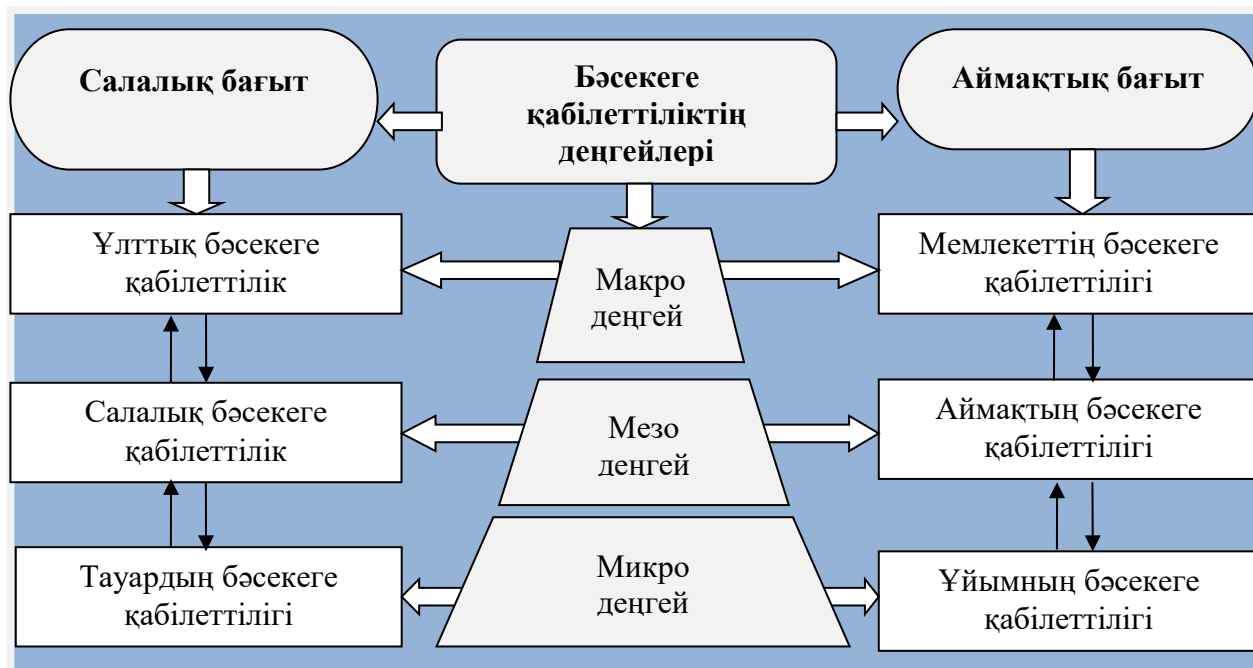 Салалық бағыт
Бәсекеге
қабілеттіліктің
деңгейлері
Аймақтық бағыт
Ұлттық бәсекеге
қабілеттілік
Макро
деңгей
Мемлекеттің бәсекеге
қабілеттілігі
Салалық бәсекеге
қабілеттілік
Мезо
деңгей
Аймақтың бәсекеге
қабілеттілігі
Тауардың бәсекеге
қабілеттілігі
Микро
деңгей
Ұйымның бәсекеге
қабілеттілігі